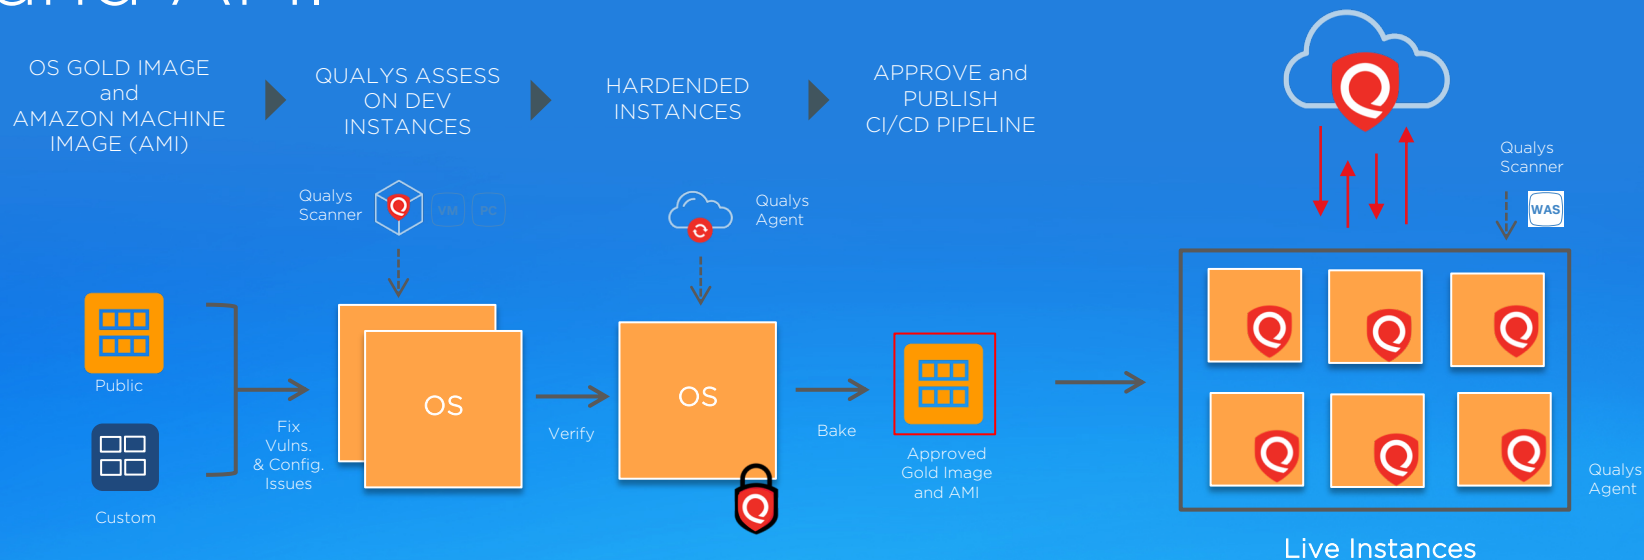 and AMI.
OS GOLD IMAGE
and
AMAZON MACHINE
IMAGE (AMI)
QUALYS ASSESS
ON DEV
INSTANCES
HARDENDED
INSTANCES
APPROVE and
PUBLISH
CI/CD PIPELINE
Qualys
Scanner
VM
PC
Qualys
Agent
Qualys
Scanner
WAS
Public
Custom
Fix
Vulns.
& Config.
Issues
OS
Verify
OS
Bake
Approved
Gold Image
and AMI
Qualys
Agent
Live Instances